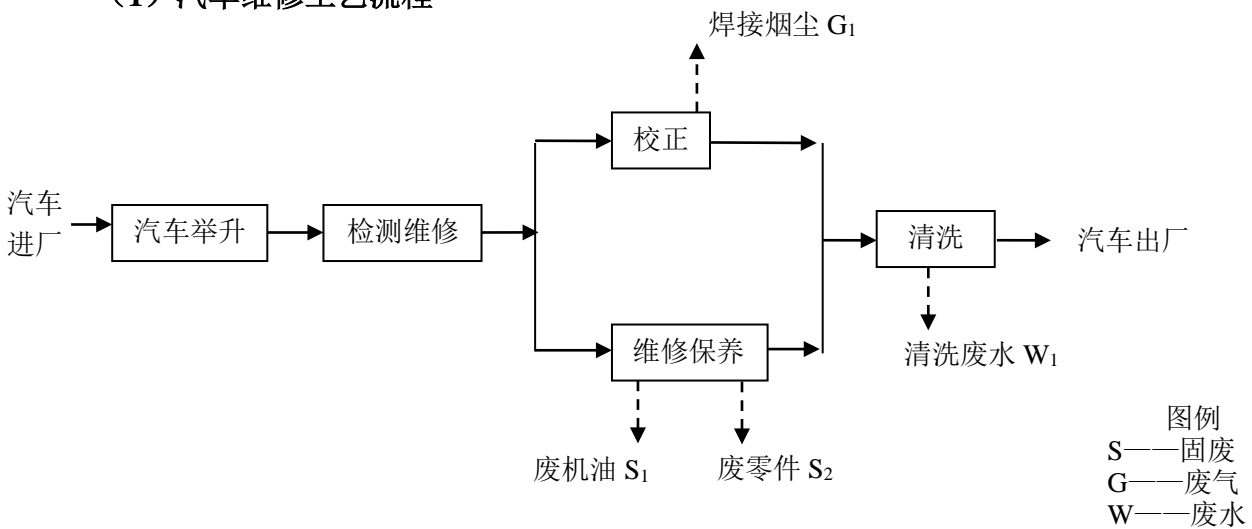 （1）汽车维修工艺流程
焊接烟尘 G₁
校正
汽车
进厂
汽车举升
检测维修
清洗
汽车出厂
维修保养
清洗废水 W₁
废机油 S₁
废零件 S₂
图例
S——固废
G——废气
W——废水